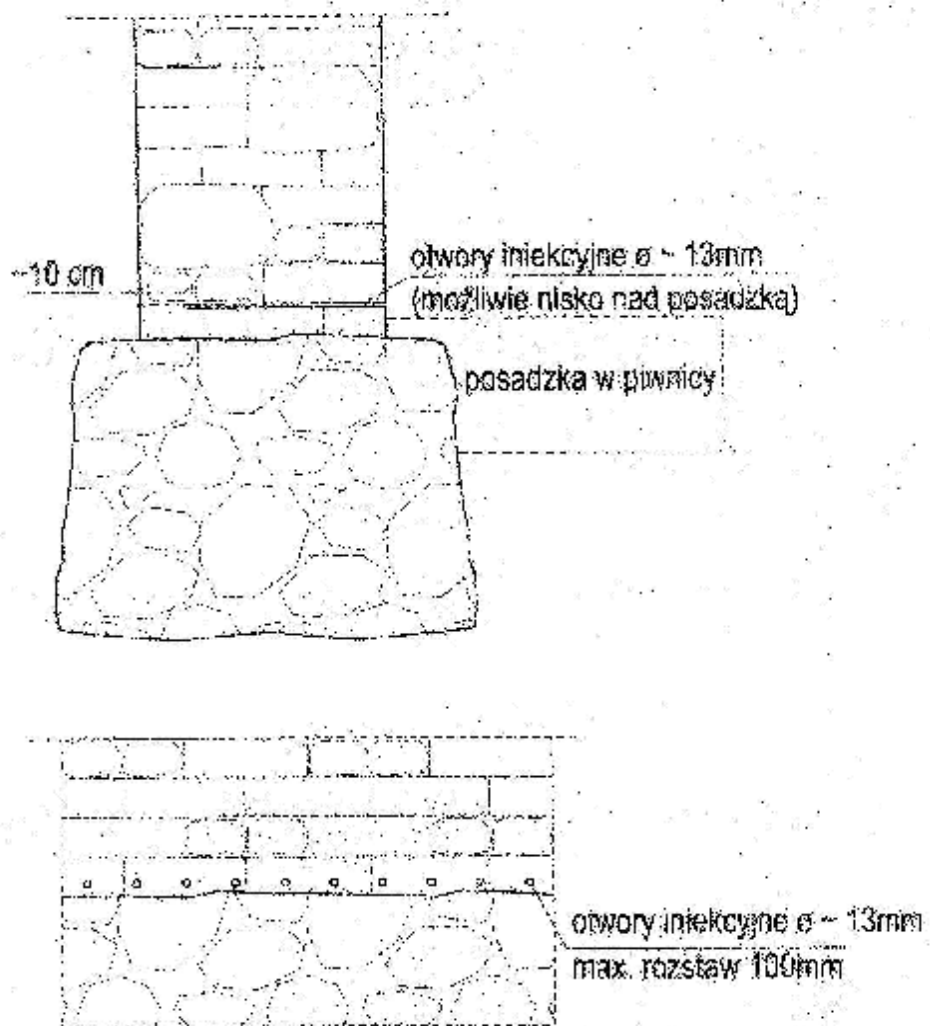 ~10 cm
otwory iniekcyjne ø ~ 13mm
(możliwie nisko nad posadzką)
posadzka w piwnicy
otwory iniekcyjne ø ~ 13mm
max. rozstaw 100mm